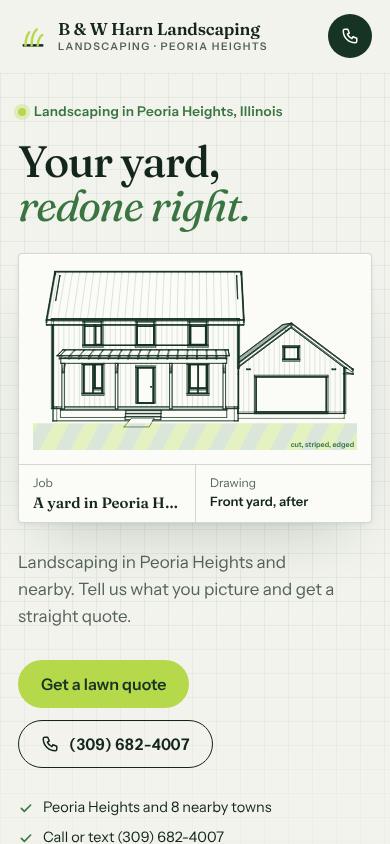 B & W Harn Landscaping
LANDSCAPING · PEORIA HEIGHTS
Landscaping in Peoria Heights, Illinois
Your yard,
redone right.
cut, striped, edged
Job
A yard in Peoria H...
Drawing
Front yard, after
Landscaping in Peoria Heights and
nearby. Tell us what you picture and get a
straight quote.
Get a lawn quote
(309) 682-4007
Peoria Heights and 8 nearby towns
Call or text (309) 682-4007